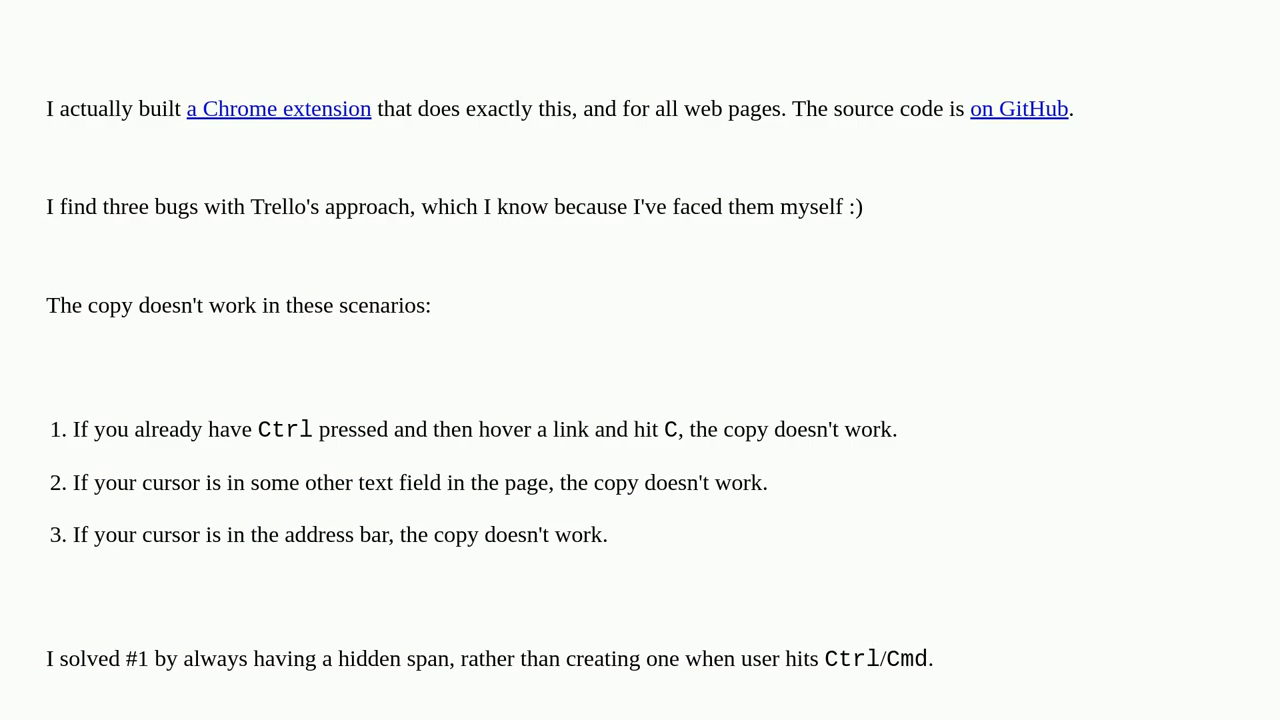 I actually built a Chrome extension that does exactly this, and for all web pages. The source code is on GitHub.
I find three bugs with Trello's approach, which I know because I've faced them myself :)
The copy doesn't work in these scenarios:
1. If you already have Ctrl pressed and then hover a link and hit C, the copy doesn't work.
2. If your cursor is in some other text field in the page, the copy doesn't work.
3. If your cursor is in the address bar, the copy doesn't work.
I solved #1 by always having a hidden span, rather than creating one when user hits Ctrl/Cmd.